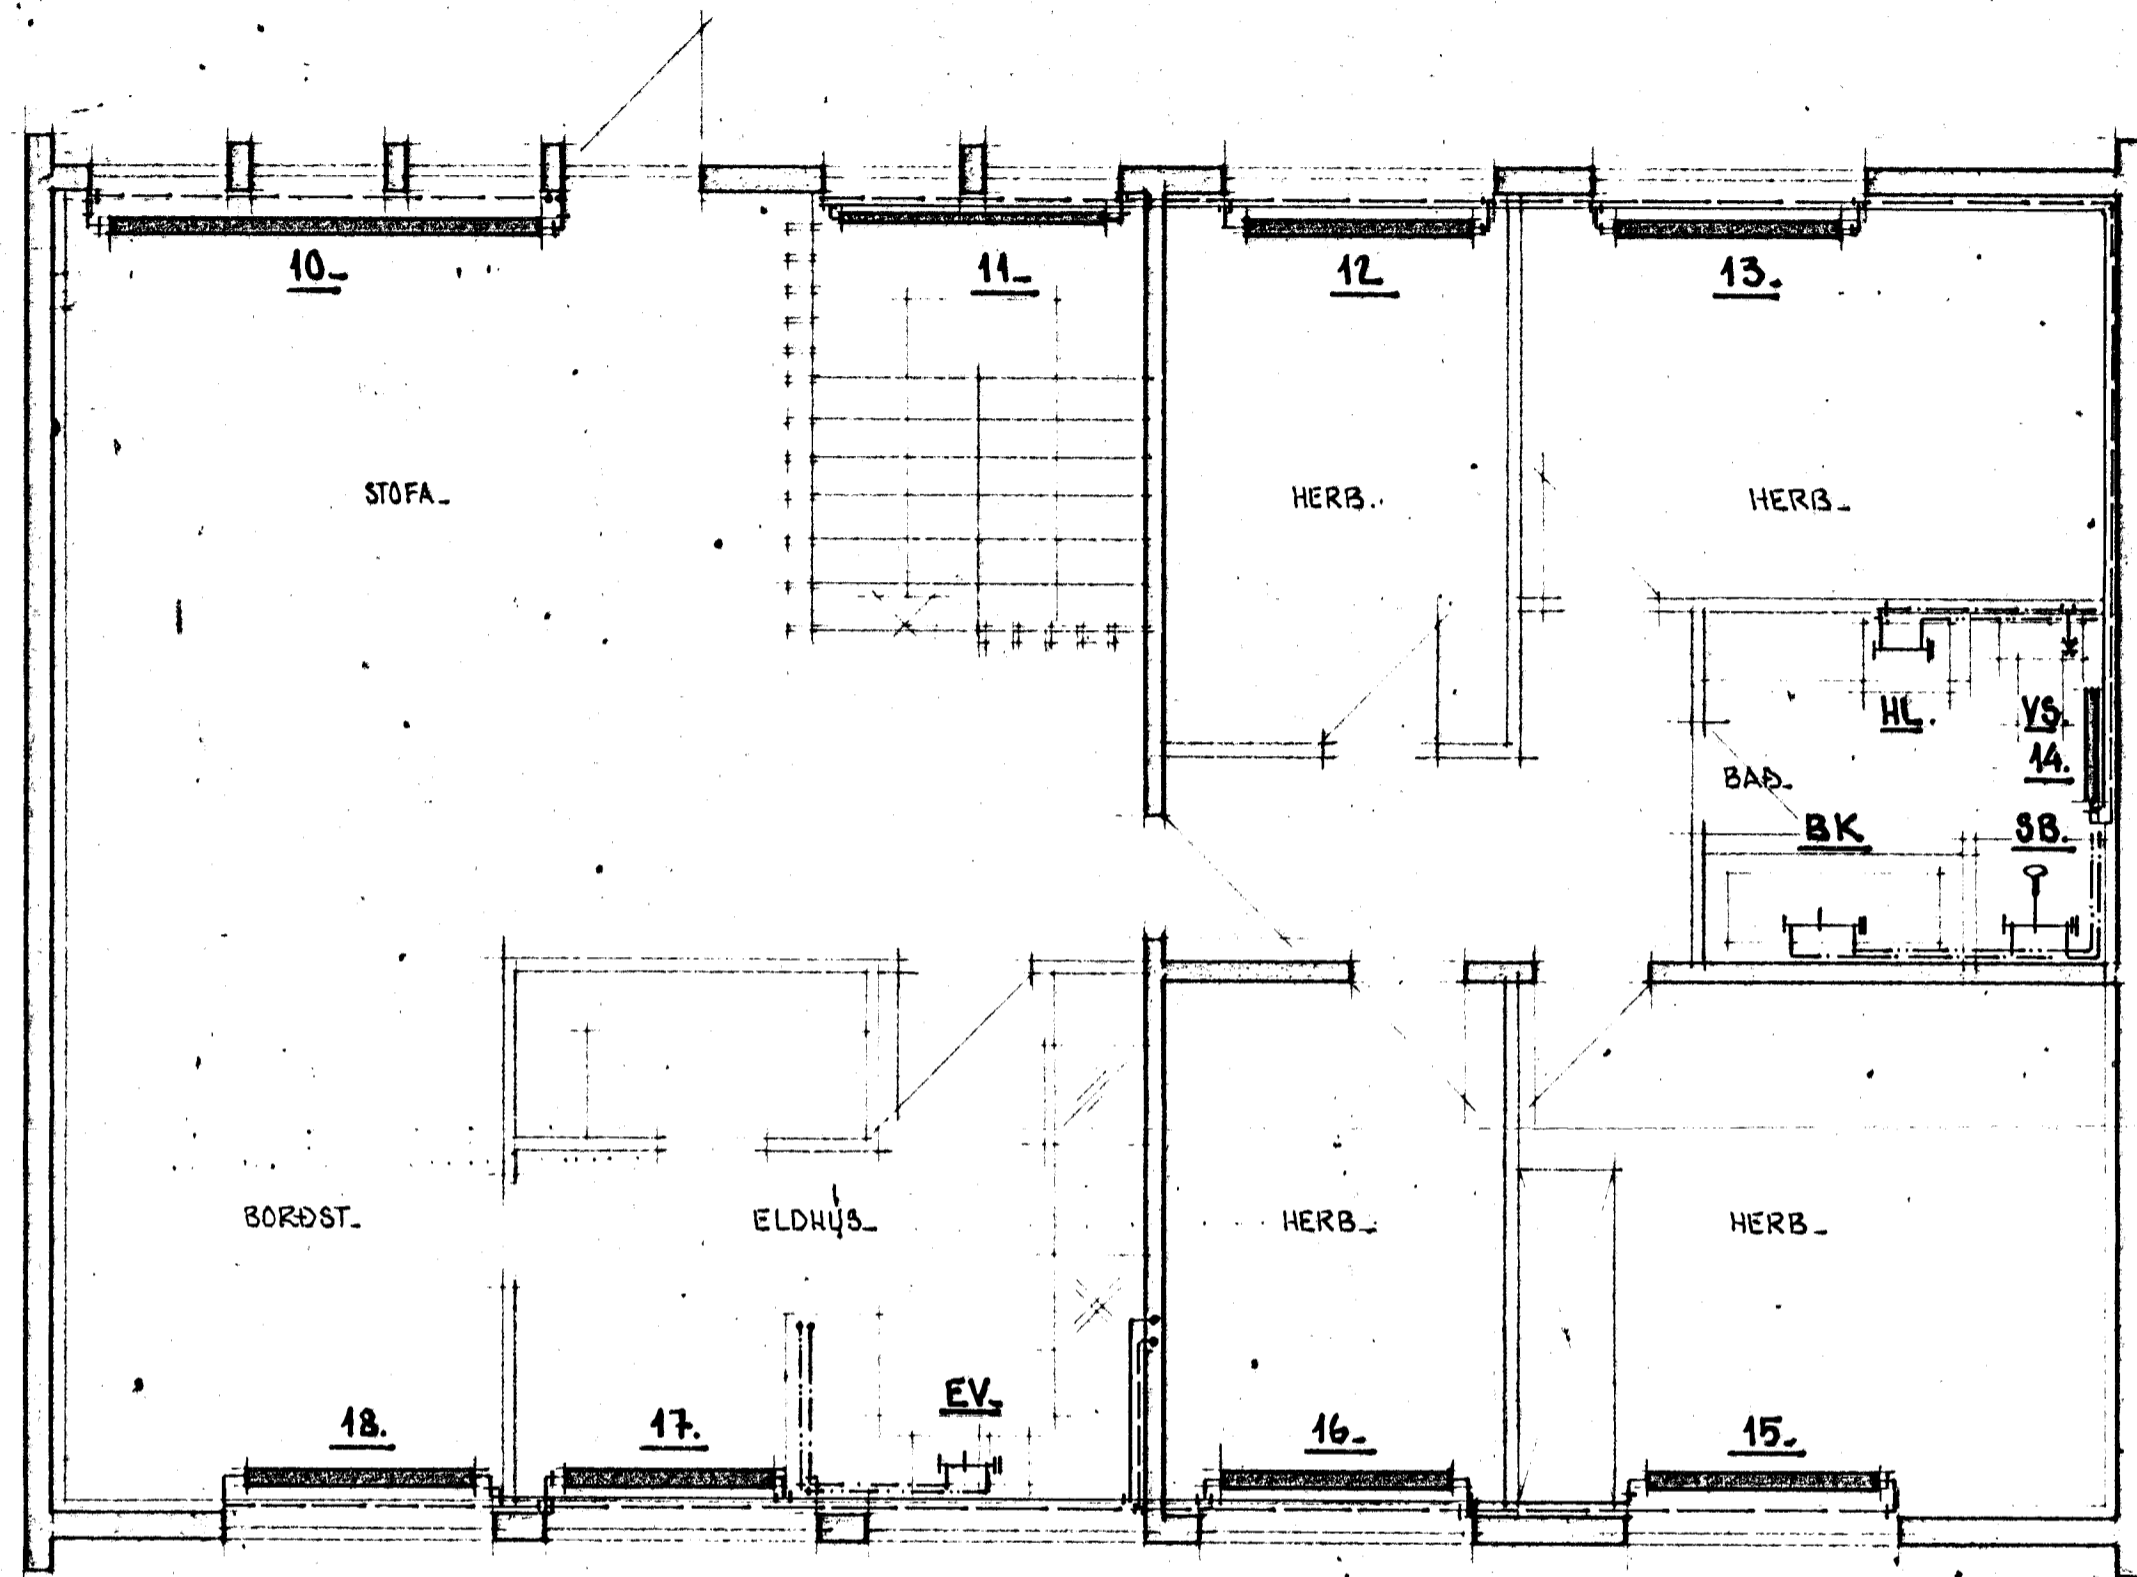 10-
11-
12
13.
STOFA-
HERB.
HERB-
HL.
VS
14.
BAÐ-
BK
SB.
BORÐST-
ELDHÚS-
HERB-
HERB-
EV-
18.
17.
16-
15-